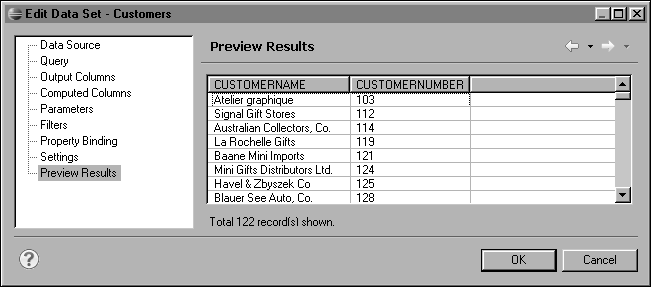 Edit Data Set - Customers
Data Source
Query
Output Columns
Computed Columns
Parameters
Filters
Property Binding
Settings
Preview Results
Preview Results
CUSTOMERNAME CUSTOMERNUMBER
Atelier graphique 103
Signal Gift Stores 112
Australian Collectors, Co. 114
La Rochelle Gifts 119
Baane Mini Imports 121
Mini Gifts Distributors Ltd. 124
Havel & Zbyszek Co 125
Blauer See Auto, Co. 128
Total 122 record(s) shown.
?
OK Cancel